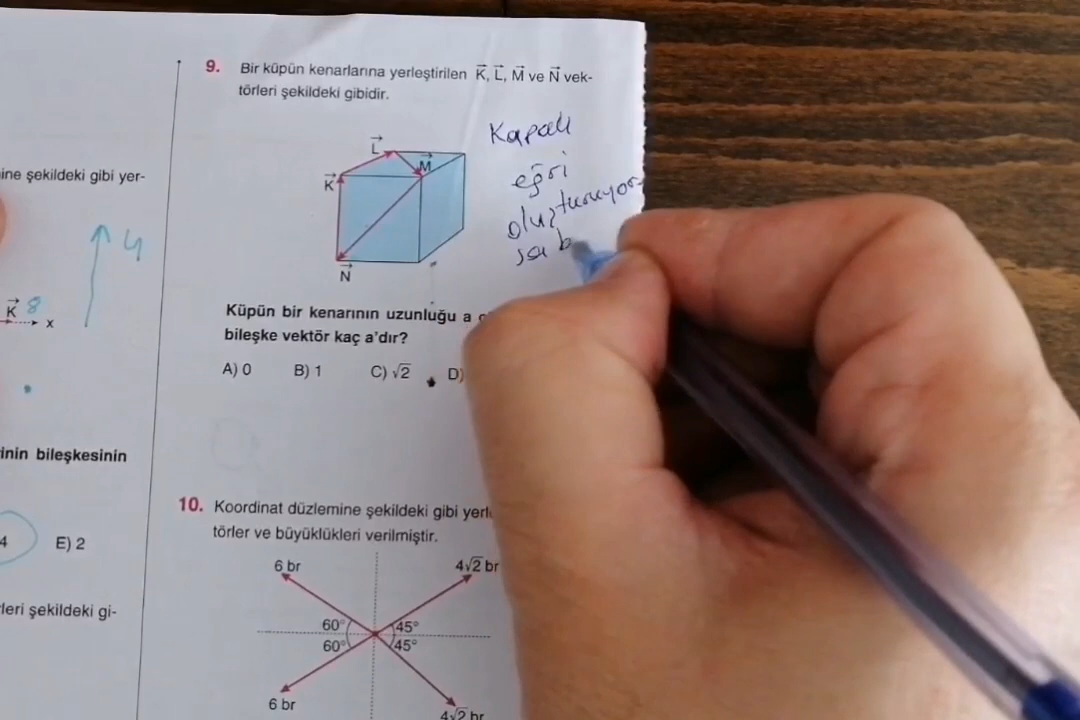 9. Bir küpün kenarlarına yerleştirilen K, L, M ve N vek-
törleri şekildeki gibidir.
L
M
K
N
Kapalı
eğri
oluşturuyor
sa b
Küpün bir kenarının uzunluğu a
bileşke vektör kaç a'dır?
A) 0 B) 1 C) √2 D)
10. Koordinat düzlemine şekildeki gibi
törler ve büyüklükleri verilmiştir.
6 br 4√2 br
60° 45°
60° 45°
6 br 4√2 br
ine şekildeki gibi yer-
4
K 8
x
inin bileşkesinin
4 E) 2
leri şekildeki gi-